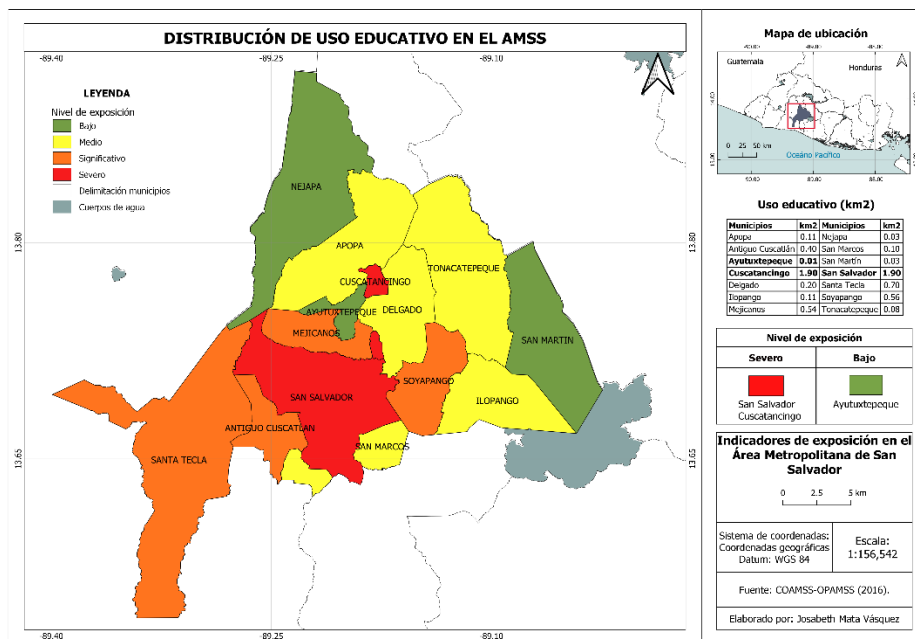 DISTRIBUCIÓN DE USO EDUCATIVO EN EL AMSS
-89.40
-89.25
-89.10
LEYENDA
Nivel de exposición
Bajo
Medio
Significativo
Severo
Delimitación municipios
Cuerpos de agua
13.80
13.80
13.65
13.65
NEJAPA
APOPA
TONACATEPEQUE
CUSCATANCINGO
AYUTUXTEPEQUE
DELGADO
MEJICANOS
SAN MARTIN
SOYAPANGO
SAN SALVADOR
ILOPANGO
ANTIGUO CUSCATLAN
SAN MARCOS
SANTA TECLA
-89.40
-89.25
-89.10
Mapa de ubicación
Guatemala
Honduras
0 25 50 km
Océano Pacífico
Uso educativo (km2)
Municipios km2 Municipios km2
Apopa 0.11 Nejapa 0.03
Antiguo Cuscatlán 0.40 San Marcos 0.10
Ayutuxtepeque 0.01 San Martín 0.03
Cuscatancingo 1.98 San Salvador 1.90
Delgado 0.20 Santa Tecla 0.70
Ilopango 0.11 Soyapango 0.56
Mejicanos 0.54 Tonacatepeque 0.08
Nivel de exposición
Severo Bajo
San Salvador
Cuscatancingo
Ayutuxtepeque
Indicadores de exposición en el
Área Metropolitana de San
Salvador
0 2.5 5 km
Sistema de coordenadas:
Coordenadas geográficas
Datum: WGS 84
Escala:
1:156,542
Fuente: COAMSS-OPAMSS (2016).
Elaborado por: Josabeth Mata Vásquez